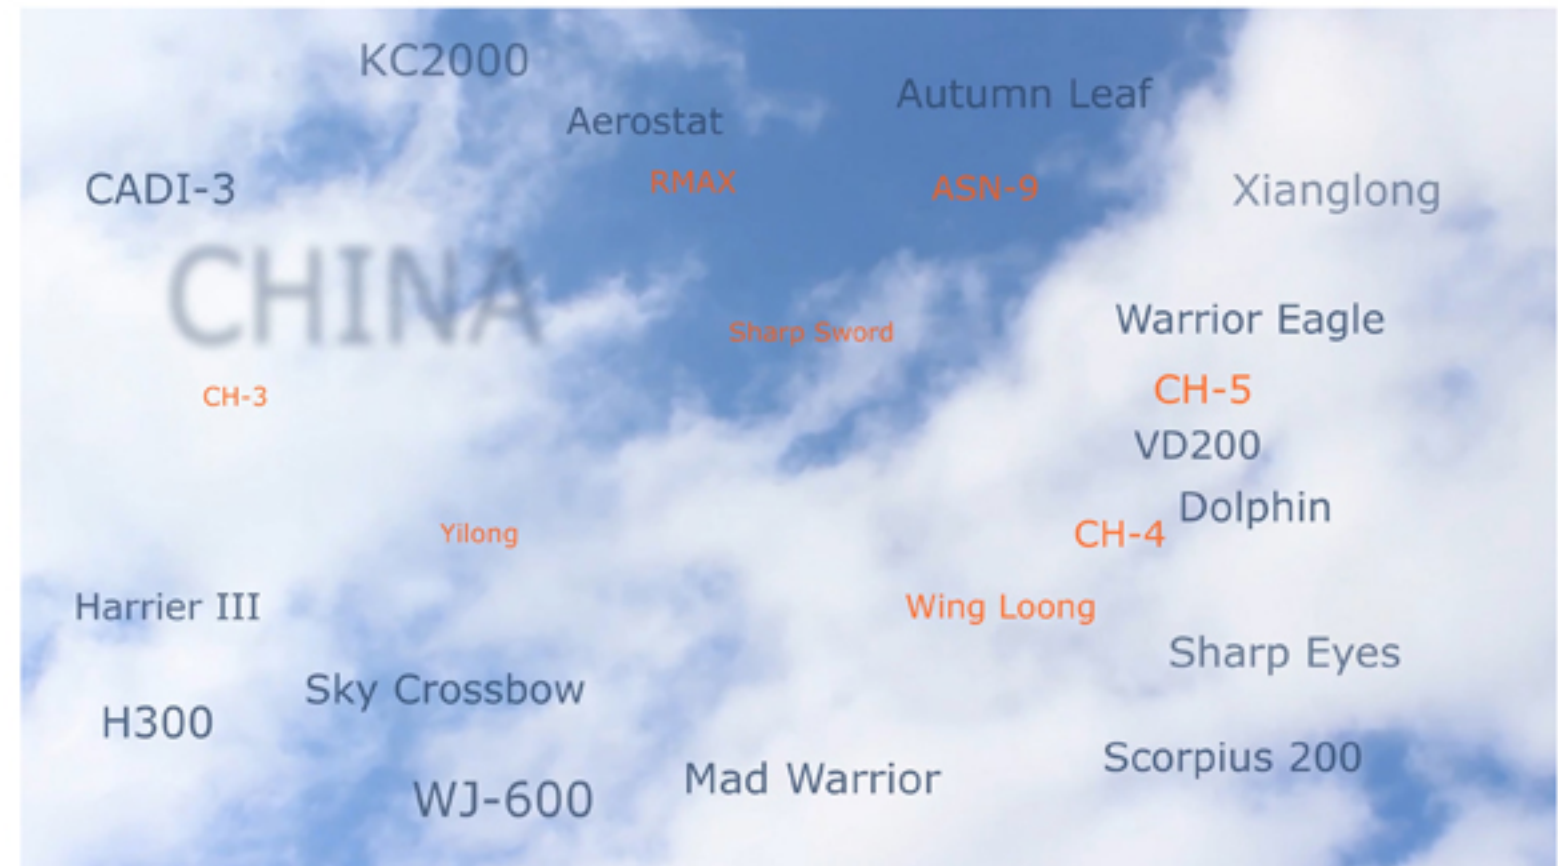 KC2000
Autumn Leaf
Aerostat
RMAX
ASN-9
CADI-3
Xianglong
CHINA
Warrior Eagle
Sharp Sword
CH-5
CH-3
VD200
Dolphin
Yilong
CH-4
Harrier III
Wing Loong
Sharp Eyes
Sky Crossbow
H300
Scorpius 200
Mad Warrior
WJ-600